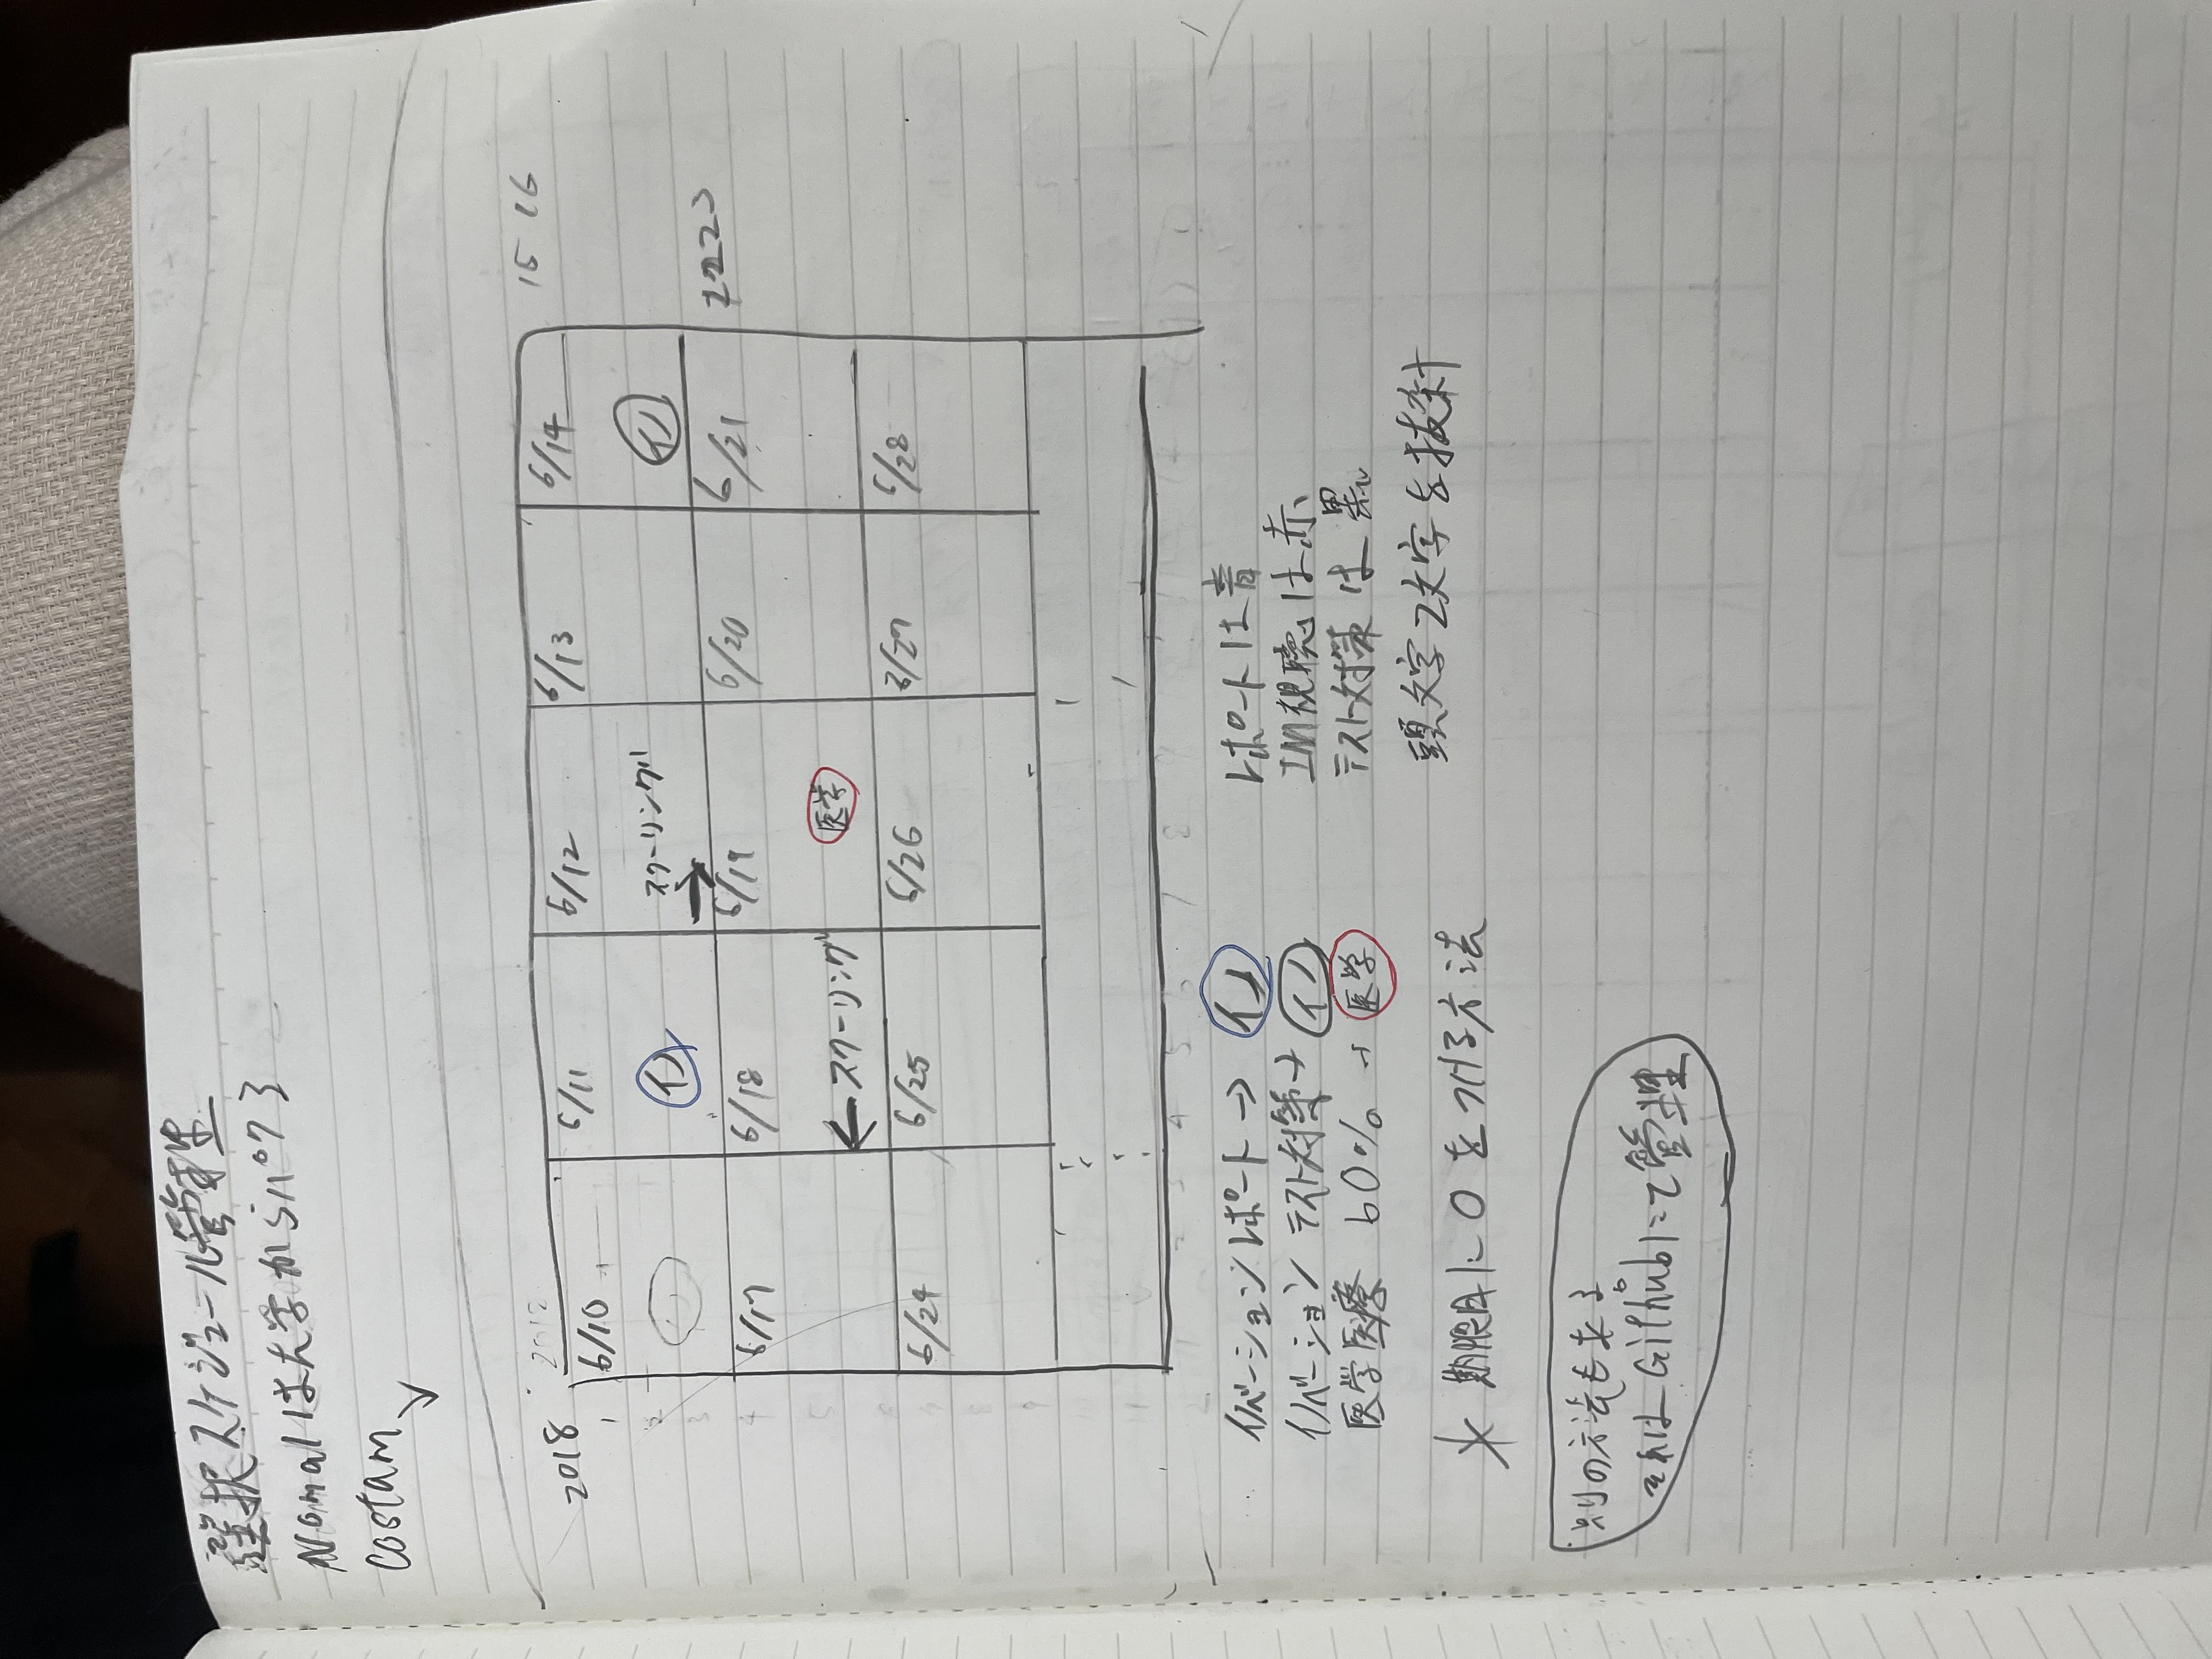 選択スケジュール管理
Nomalは大学からパクる
Costam
2018
2018
15 16
6/10
6/11
6/12
6/13
6/14
イノ
スクーリング
イノ
22 23
6/17
6/18
6/19
6/20
6/21
スクーリング
医学
6/24
6/25
6/26
6/27
6/28
イノベーションレポート → イノ
イノベーション テスト対策→ イノ
医学医療 60% → 医学
レポートは青
IM視聴は赤
テスト対策は黒
頭文字2文字を抜粋
* 期限日に○をつける方法
別の方法もある
それはGithubにて管理